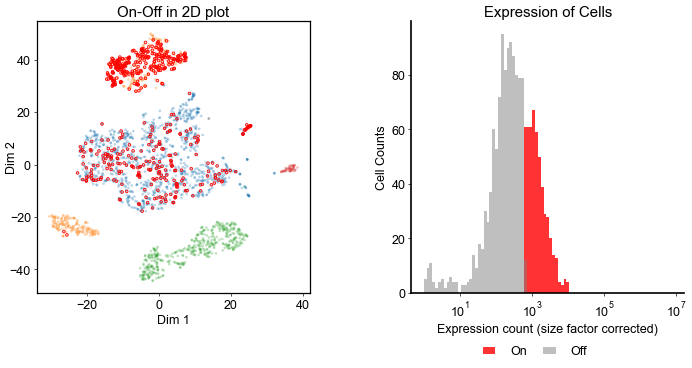 On-Off in 2D plot
Expression of Cells
40
20
0
−20
−40
Dim 2
−20
0
20
40
Dim 1
80
60
40
20
0
Cell Counts
10^1
10^3
10^5
10^7
Expression count (size factor corrected)
On
Off